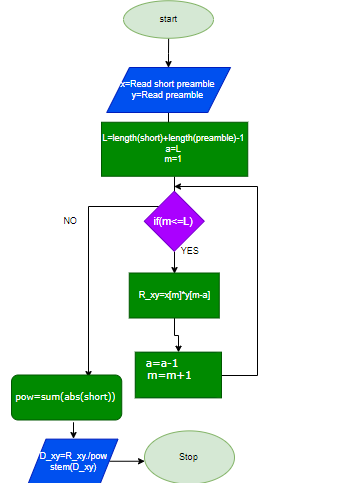 start
x=Read short preamble
y=Read preamble
L=length(short)+length(preamble)-1
a=L
m=1
if(m<=L)
NO
YES
R_xy=x[m]*y[m-a]
a=a-1
m=m+1
pow=sum(abs(short))
D_xy=R_xy./pow
stem(D_xy)
Stop